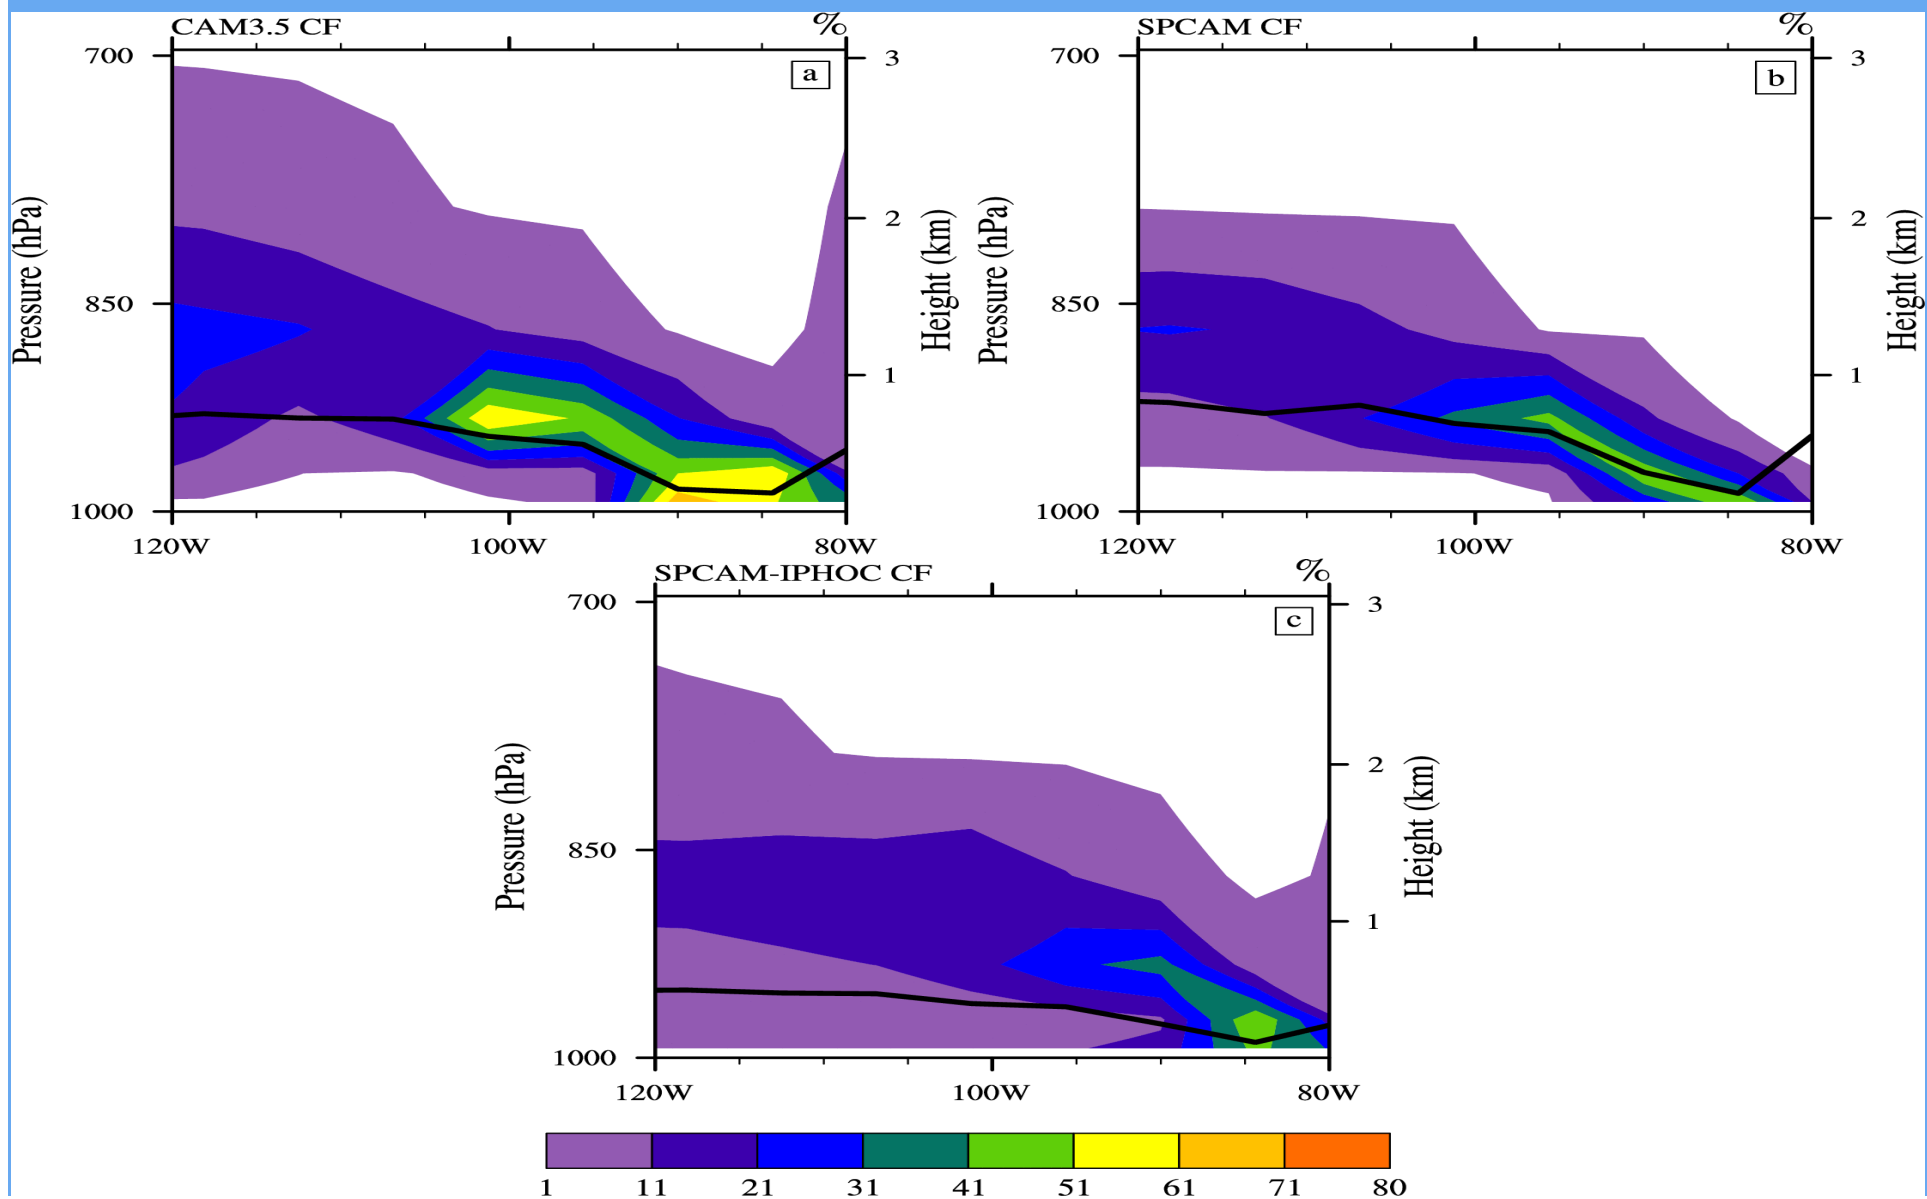 CAM3.5 CF %
700
850
1000
Pressure (hPa)
a
3
2
1
Height (km)
120W 100W 80W
SPCAM CF %
700
850
1000
Pressure (hPa)
b
3
2
1
Height (km)
120W 100W 80W
SPCAM-IPHOC CF %
700
850
1000
Pressure (hPa)
c
3
2
1
Height (km)
120W 100W 80W
1 11 21 31 41 51 61 71 80